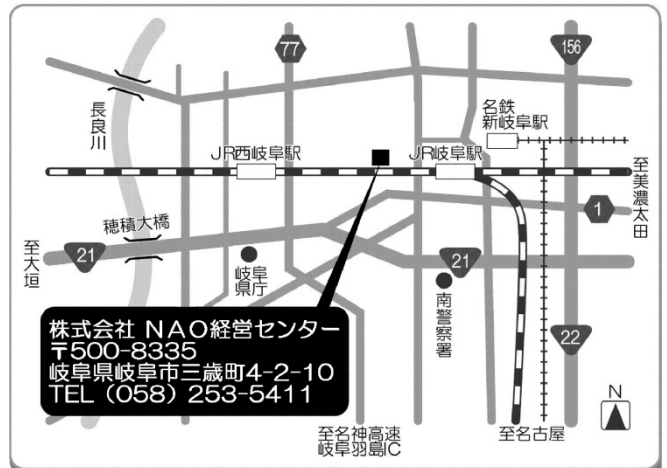 77
156
長良川
名鉄
新岐阜駅
JR西岐阜駅
JR岐阜駅
至美濃太田
1
穂積大橋
至大垣
21
岐阜
県庁
21
南警察署
22
株式会社 NAO経営センター
〒500-8335
岐阜県岐阜市三歳町4-2-10
TEL (058) 253-5411
N
至名神高速
岐阜羽島IC
至名古屋